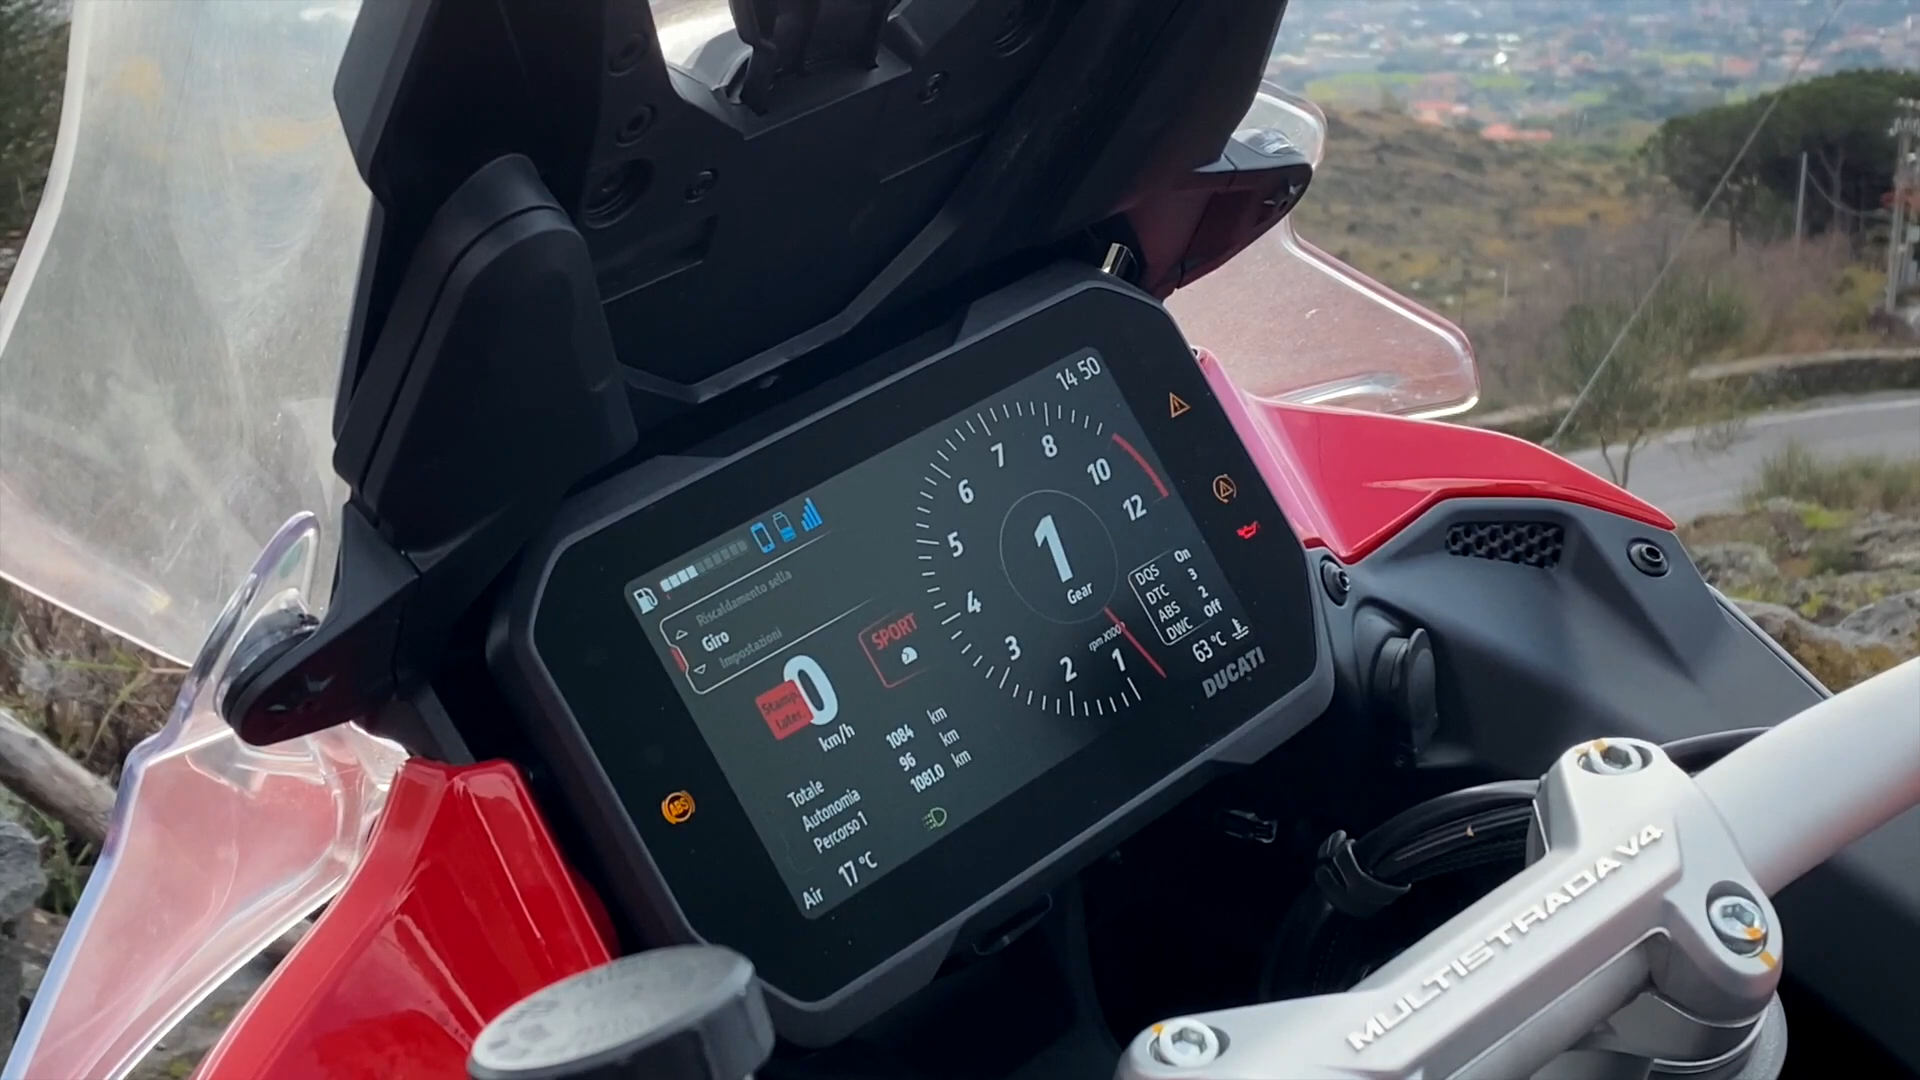 14 50
Riscaldamento sella
Giro
Impostazioni
SPORT
Stamp.
Later.
0
km/h
Totale 1084 km
Autonomia 96 km
Percorso 1 1081.0 km
Air 17 °C
1 2 3 4 5 6 7 8 10 12
1
Gear
rpm x1000
DQS On
DTC 3
ABS 2
DWC Off
63 °C
DUCATI
ABS
MULTISTRADA V4